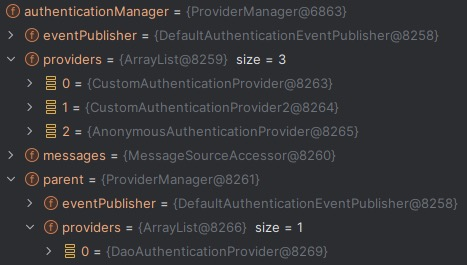 f authenticationManager = {ProviderManager@6863}
f eventPublisher = {DefaultAuthenticationEventPublisher@8258}
f providers = {ArrayList@8259} size = 3
0 = {CustomAuthenticationProvider@8263}
1 = {CustomAuthenticationProvider2@8264}
2 = {AnonymousAuthenticationProvider@8265}
f messages = {MessageSourceAccessor@8260}
f parent = {ProviderManager@8261}
f eventPublisher = {DefaultAuthenticationEventPublisher@8258}
f providers = {ArrayList@8266} size = 1
0 = {DaoAuthenticationProvider@8269}